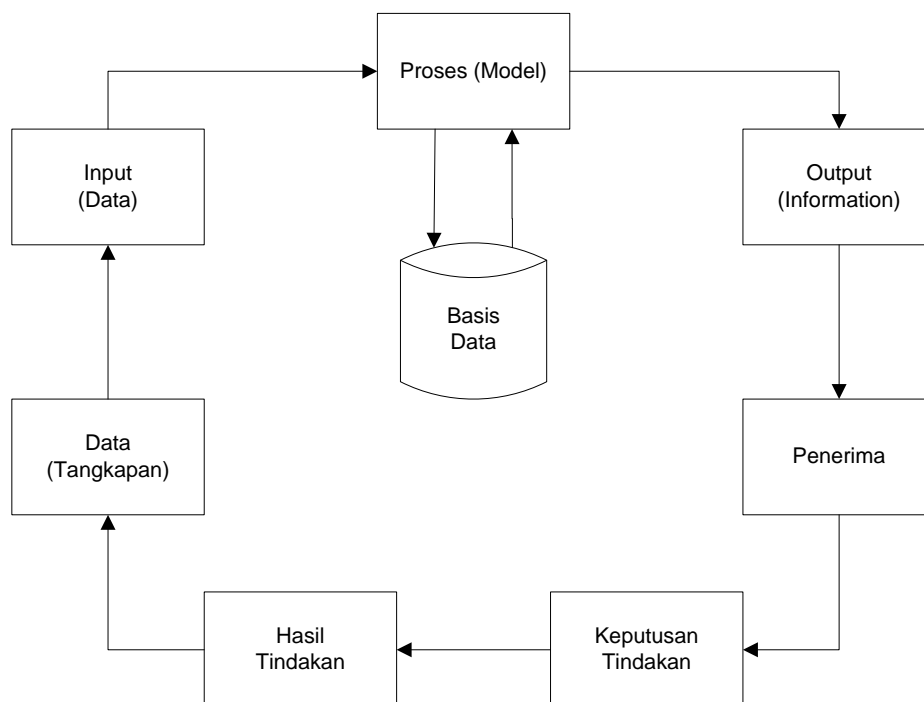 Proses (Model)
Input
(Data)
Output
(Information)
Basis
Data
Data
(Tangkapan)
Penerima
Hasil
Tindakan
Keputusan
Tindakan